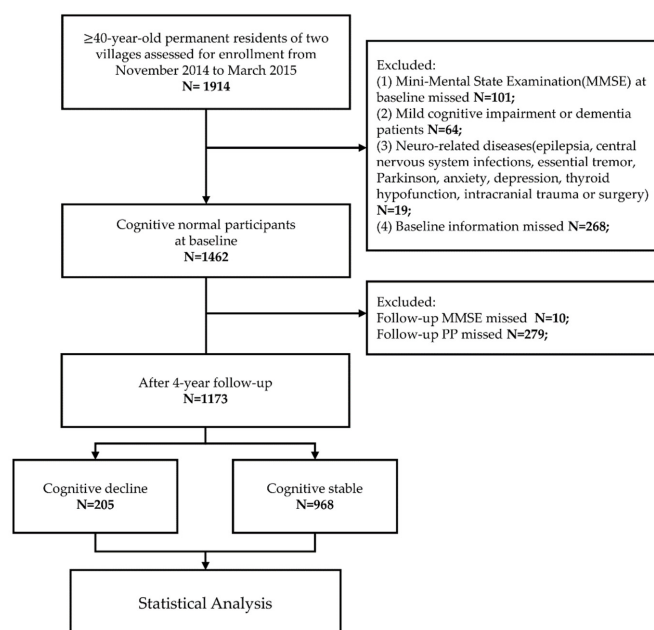 ≥40-year-old permanent residents of two
villages assessed for enrollment from
November 2014 to March 2015
N= 1914
Excluded:
(1) Mini-Mental State Examination(MMSE) at
baseline missed N=101;
(2) Mild cognitive impairment or dementia
patients N=64;
(3) Neuro-related diseases(epilepsia, central
nervous system infections, essential tremor,
Parkinson, anxiety, depression, thyroid
hypofunction, intracranial trauma or surgery)
N=19;
(4) Baseline information missed N=268;
Cognitive normal participants
at baseline
N=1462
Excluded:
Follow-up MMSE missed N=10;
Follow-up PP missed N=279;
After 4-year follow-up
N=1173
Cognitive decline
N=205
Cognitive stable
N=968
Statistical Analysis